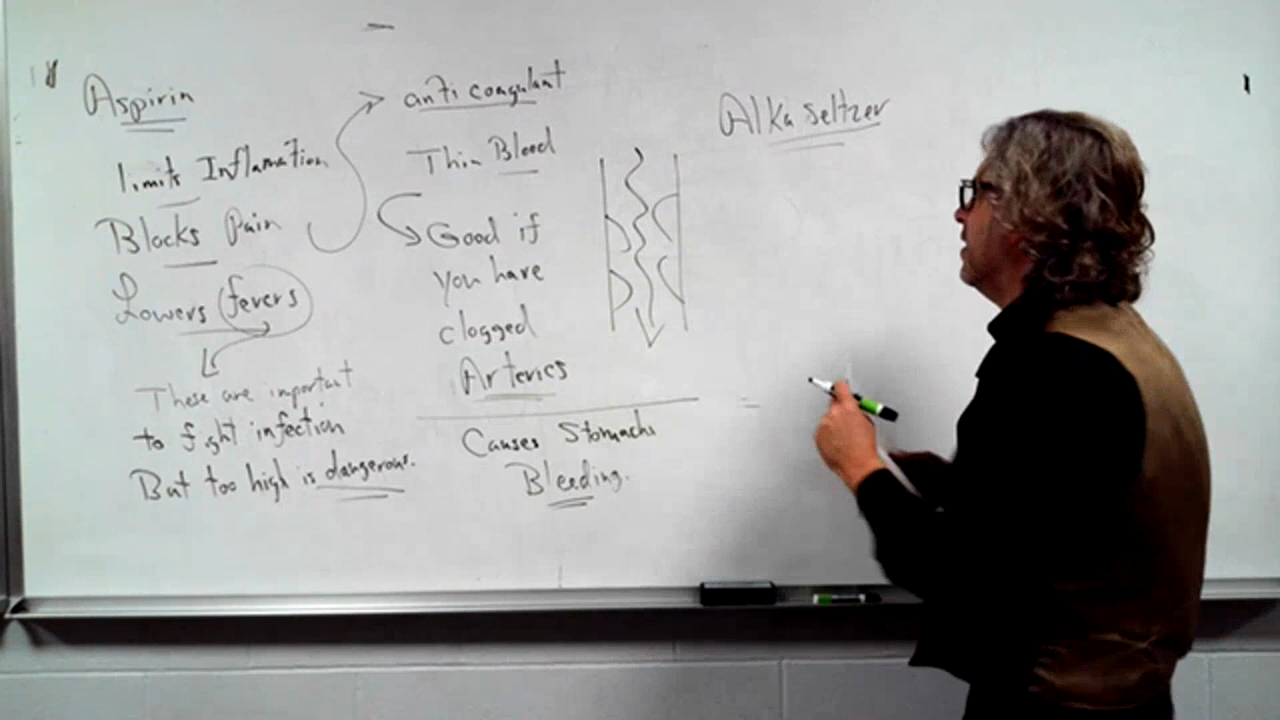 Aspirin
limits Inflamation
Blocks Pain
Lowers fevers
These are important
to fight infection
But too high is dangerous.
anti coagulant
Thin Blood
Good if
you have
clogged
Arteries
Causes Stomachs
Bleeding.
Alka Seltzer